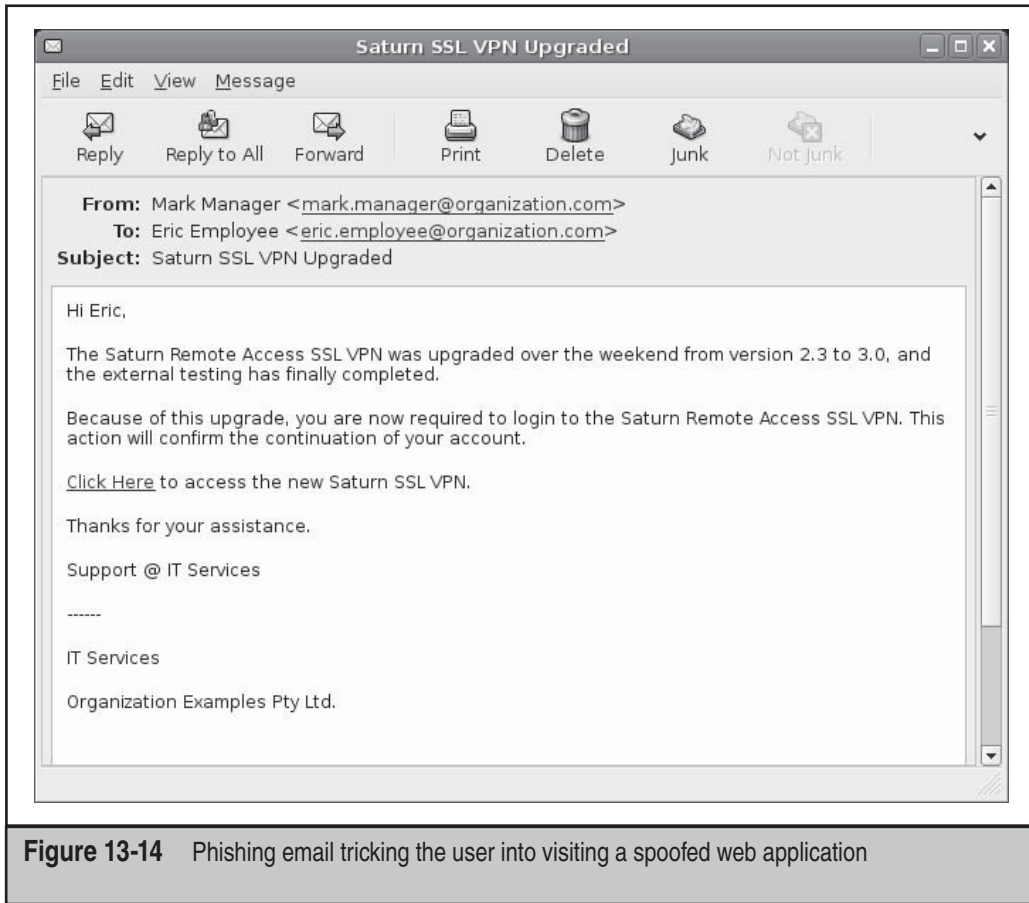 Saturn SSL VPN Upgraded
File Edit View Message
Reply Reply to All Forward Print Delete Junk Not Junk
From: Mark Manager <mark.manager@organization.com>
To: Eric Employee <eric.employee@organization.com>
Subject: Saturn SSL VPN Upgraded
Hi Eric,
The Saturn Remote Access SSL VPN was upgraded over the weekend from version 2.3 to 3.0, and
the external testing has finally completed.
Because of this upgrade, you are now required to login to the Saturn Remote Access SSL VPN. This
action will confirm the continuation of your account.
Click Here to access the new Saturn SSL VPN.
Thanks for your assistance.
Support @ IT Services
------
IT Services
Organization Examples Pty Ltd.
Figure 13-14 Phishing email tricking the user into visiting a spoofed web application